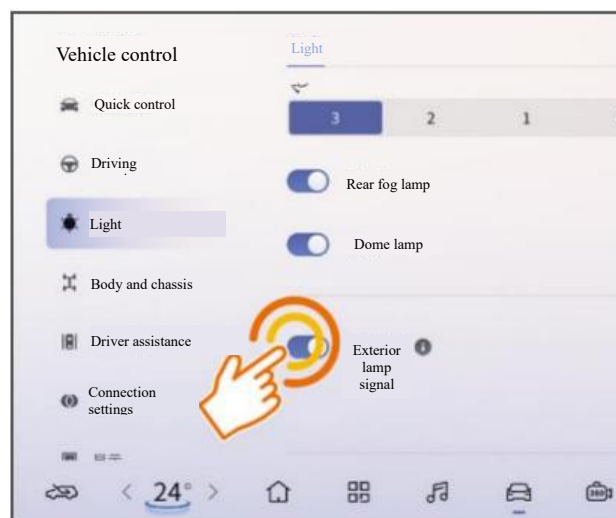 Vehicle control
Light
Quick control
3 2 1
Driving
Rear fog lamp
Light
Dome lamp
Body and chassis
Driver assistance
Exterior
lamp
signal
Connection
settings
< 24° >
360